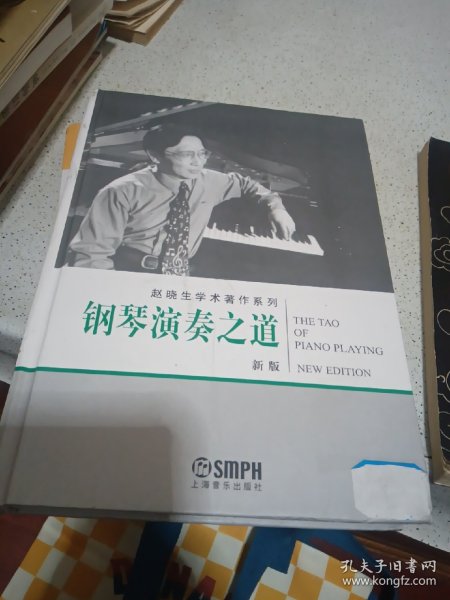 赵晓生学术著作系列
钢琴演奏之道
新版
THE TAO
OF
PIANO PLAYING
NEW EDITION
SMPH
上海音乐出版社
孔夫子旧书网
www.kongfz.com